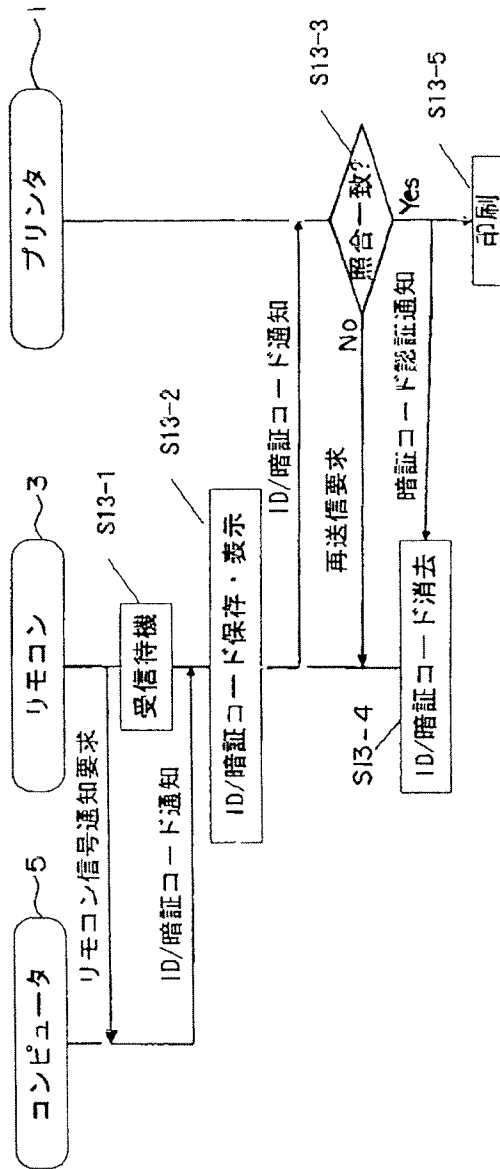 コンピュータ
5
リモコン
3
プリンタ
1
リモコン信号通知要求
受信待機
S13-1
ID/暗証コード通知
S13-2
ID/暗証コード保存・表示
ID/暗証コード通知
S13-3
照合一致?
No
Yes
再送信要求
暗証コード認証通知
S13-4
ID/暗証コード消去
S13-5
印刷